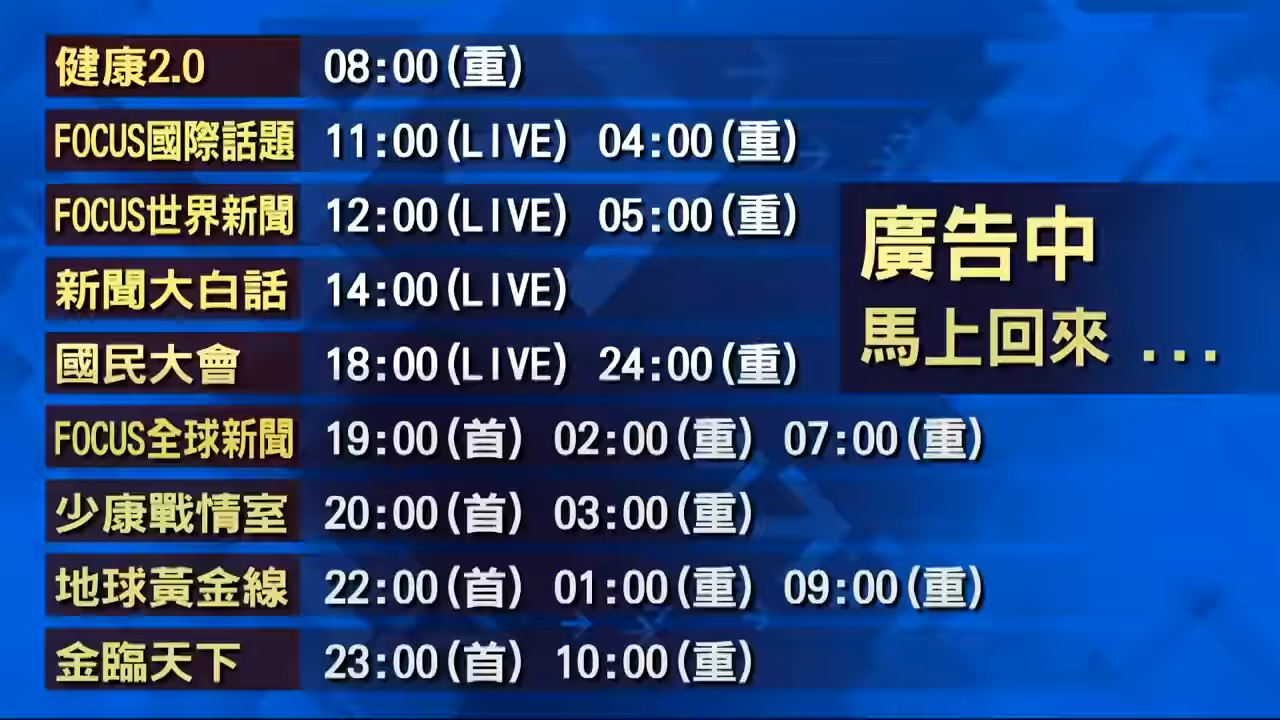 健康2.0 08:00(重)
FOCUS國際話題 11:00(LIVE) 04:00(重)
FOCUS世界新聞 12:00(LIVE) 05:00(重)
新聞大白話 14:00(LIVE)
國民大會 18:00(LIVE) 24:00(重)
FOCUS全球新聞 19:00(首) 02:00(重) 07:00(重)
少康戰情室 20:00(首) 03:00(重)
地球黃金線 22:00(首) 01:00(重) 09:00(重)
金臨天下 23:00(首) 10:00(重)
廣告中
馬上回來 ...